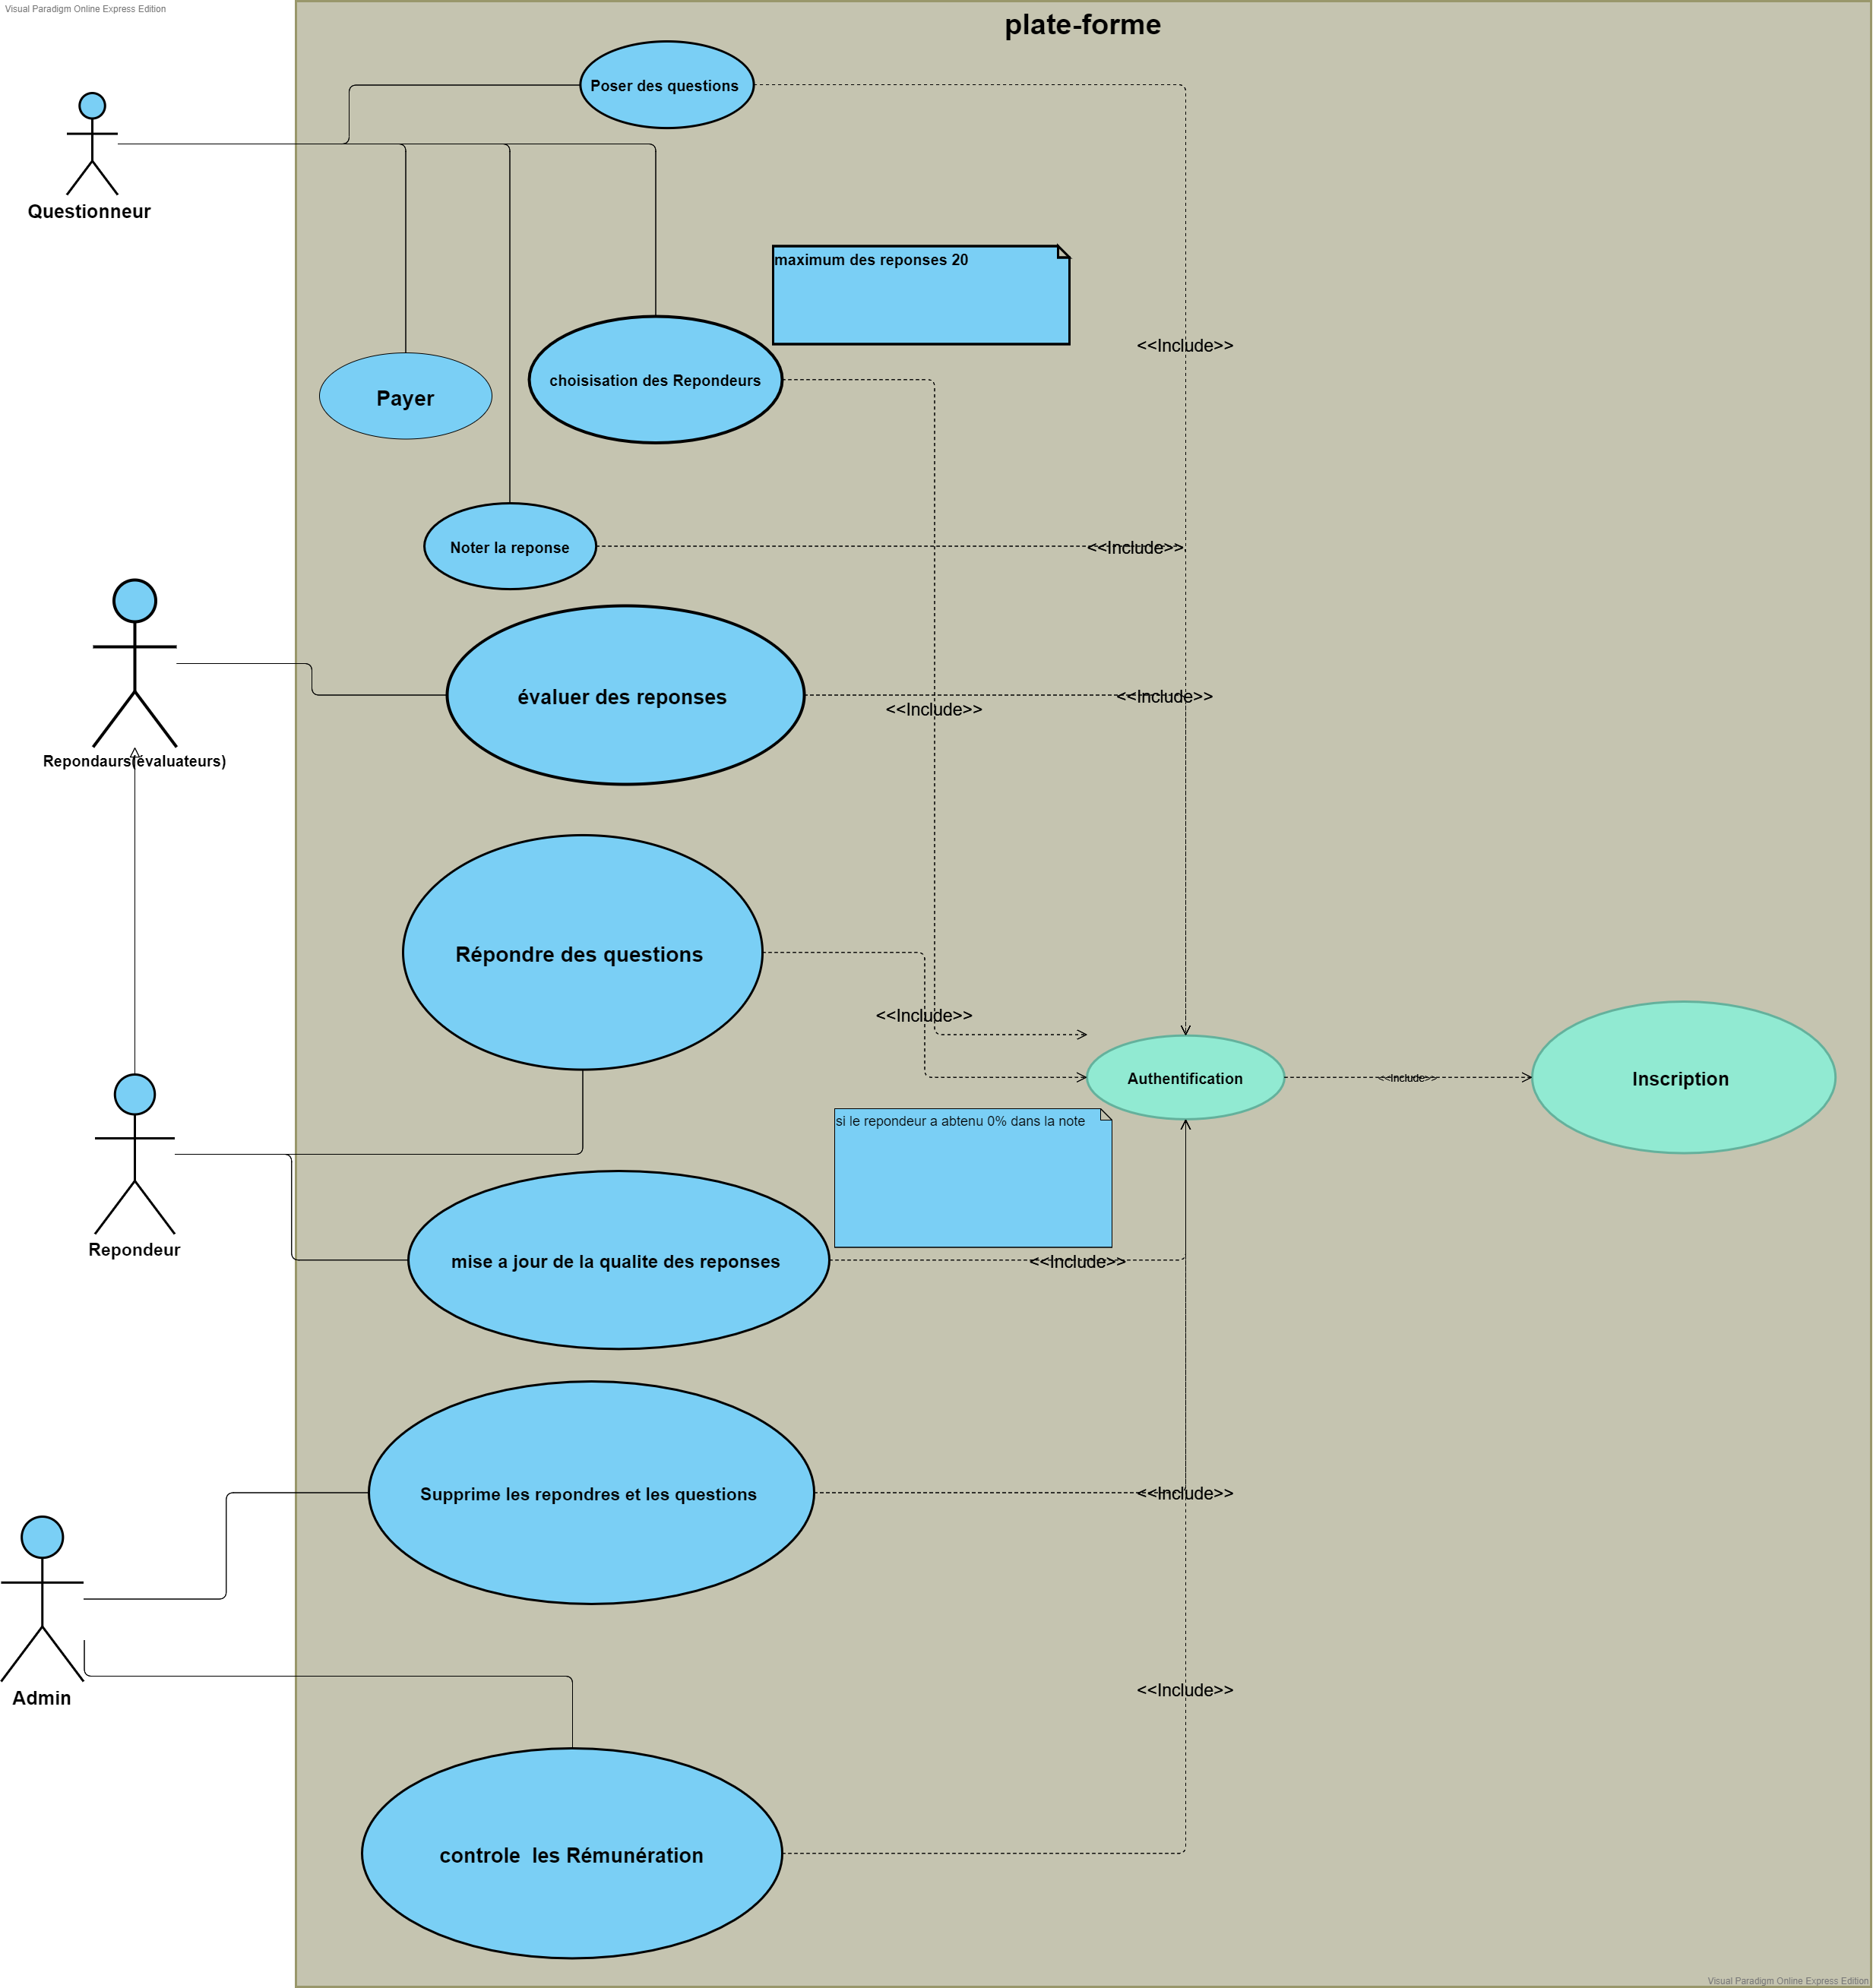 Visual Paradigm Online Express Edition
plate-forme
Poser des questions
Questionneur
maximum des reponses 20
<<Include>>
choisisation des Repondeurs
Payer
Noter la reponse
<<Include>>
évaluer des reponses
<<Include>>
<<Include>>
Repondaurs(évaluateurs)
Répondre des questions
<<Include>>
Authentification
<<Include>>
Inscription
si le repondeur a abtenu 0% dans la note
Repondeur
mise a jour de la qualite des reponses
<<Include>>
Supprime les repondres et les questions
<<Include>>
Admin
<<Include>>
controle  les Rémunération
Visual Paradigm Online Express Edition